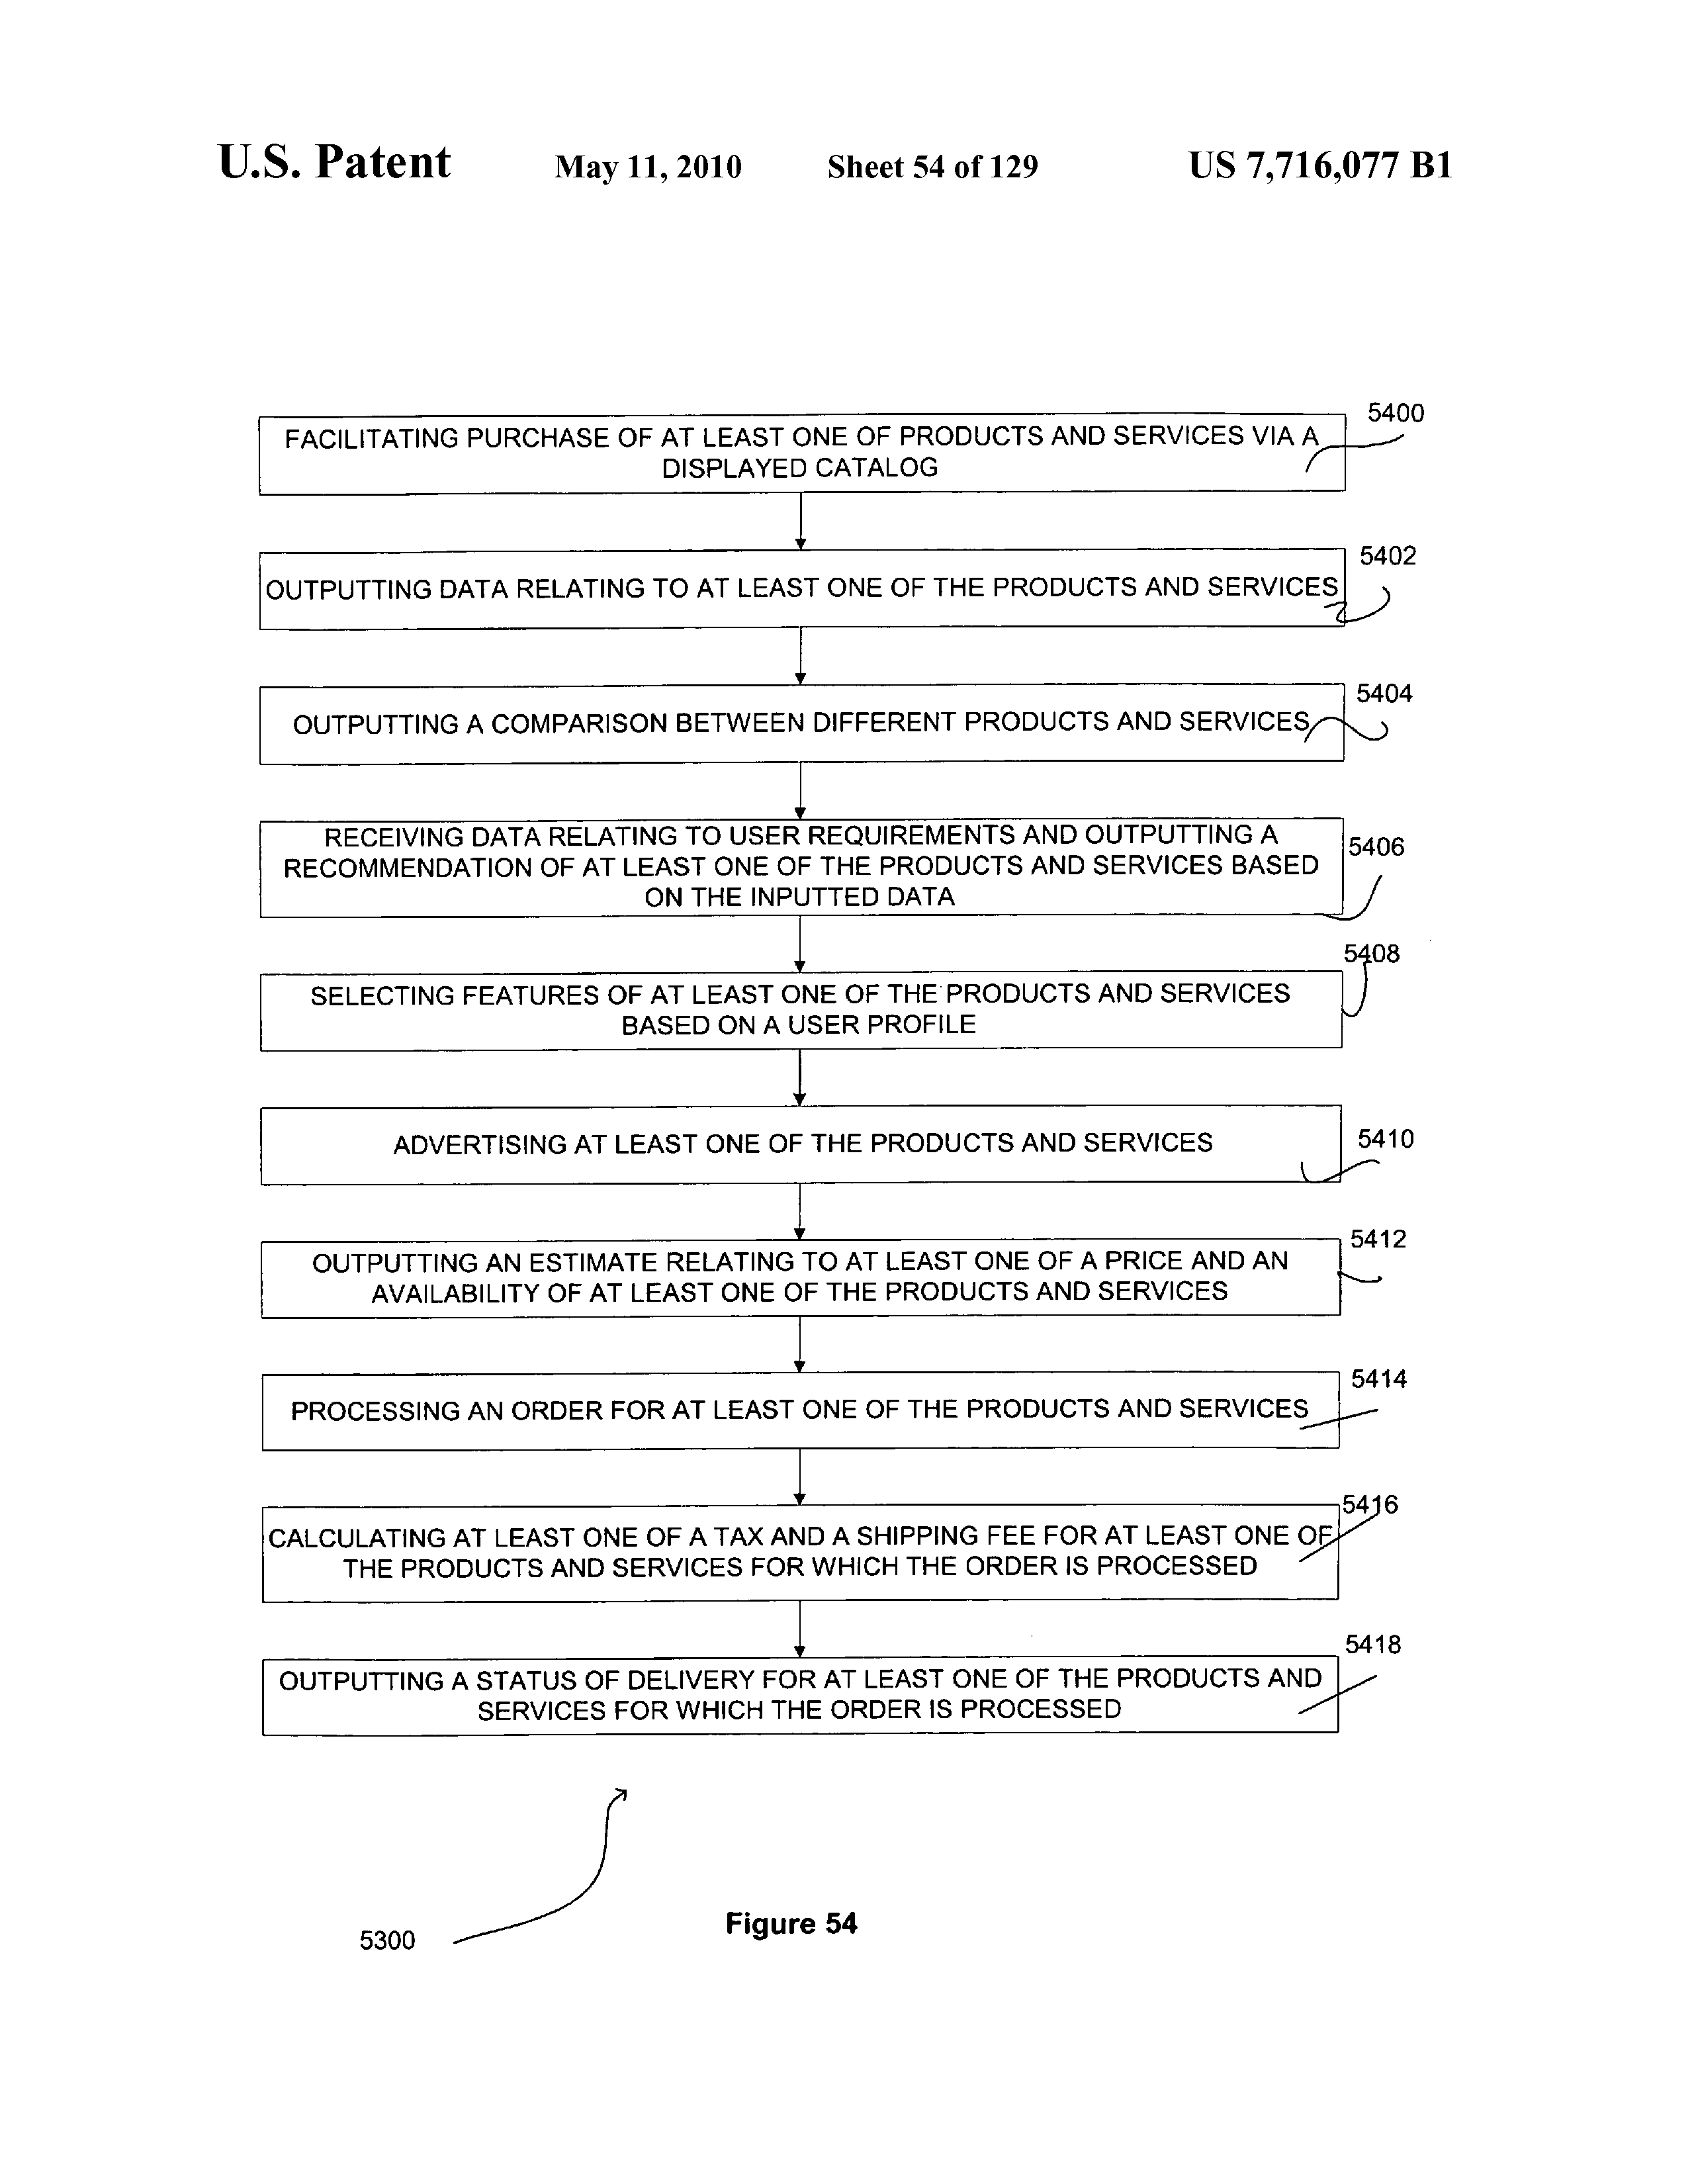 U.S. Patent May 11, 2010 Sheet 54 of 129 US 7,716,077 B1
5400
FACILITATING PURCHASE OF AT LEAST ONE OF PRODUCTS AND SERVICES VIA A
DISPLAYED CATALOG
5402
OUTPUTTING DATA RELATING TO AT LEAST ONE OF THE PRODUCTS AND SERVICES
5404
OUTPUTTING A COMPARISON BETWEEN DIFFERENT PRODUCTS AND SERVICES
5406
RECEIVING DATA RELATING TO USER REQUIREMENTS AND OUTPUTTING A
RECOMMENDATION OF AT LEAST ONE OF THE PRODUCTS AND SERVICES BASED
ON THE INPUTTED DATA
5408
SELECTING FEATURES OF AT LEAST ONE OF THE PRODUCTS AND SERVICES
BASED ON A USER PROFILE
5410
ADVERTISING AT LEAST ONE OF THE PRODUCTS AND SERVICES
5412
OUTPUTTING AN ESTIMATE RELATING TO AT LEAST ONE OF A PRICE AND AN
AVAILABILITY OF AT LEAST ONE OF THE PRODUCTS AND SERVICES
5414
PROCESSING AN ORDER FOR AT LEAST ONE OF THE PRODUCTS AND SERVICES
5416
CALCULATING AT LEAST ONE OF A TAX AND A SHIPPING FEE FOR AT LEAST ONE OF
THE PRODUCTS AND SERVICES FOR WHICH THE ORDER IS PROCESSED
5418
OUTPUTTING A STATUS OF DELIVERY FOR AT LEAST ONE OF THE PRODUCTS AND
SERVICES FOR WHICH THE ORDER IS PROCESSED
5300
Figure 54